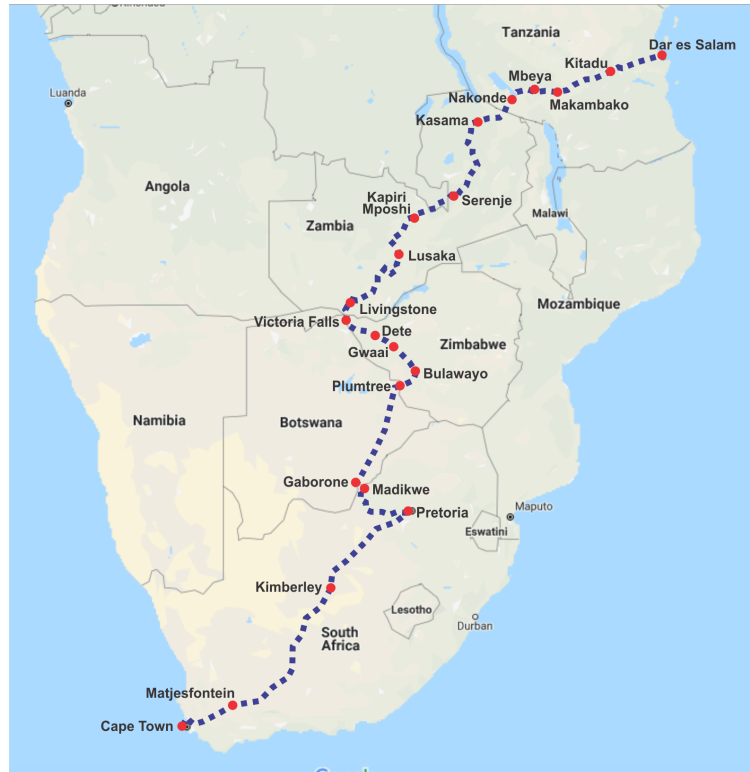 Tanzania
Dar es Salam
Kitadu
Mbeya
Luanda
Nakonde
Makambako
Kasama
Angola
Kapiri
Mposhi
Serenje
Malawi
Zambia
Lusaka
Mozambique
Livingstone
Victoria Falls
Dete
Gwaai
Zimbabwe
Bulawayo
Plumtree
Namibia
Botswana
Gaborone
Madikwe
Maputo
Pretoria
Eswatini
Kimberley
Lesotho
Durban
South
Africa
Matjesfontein
Cape Town